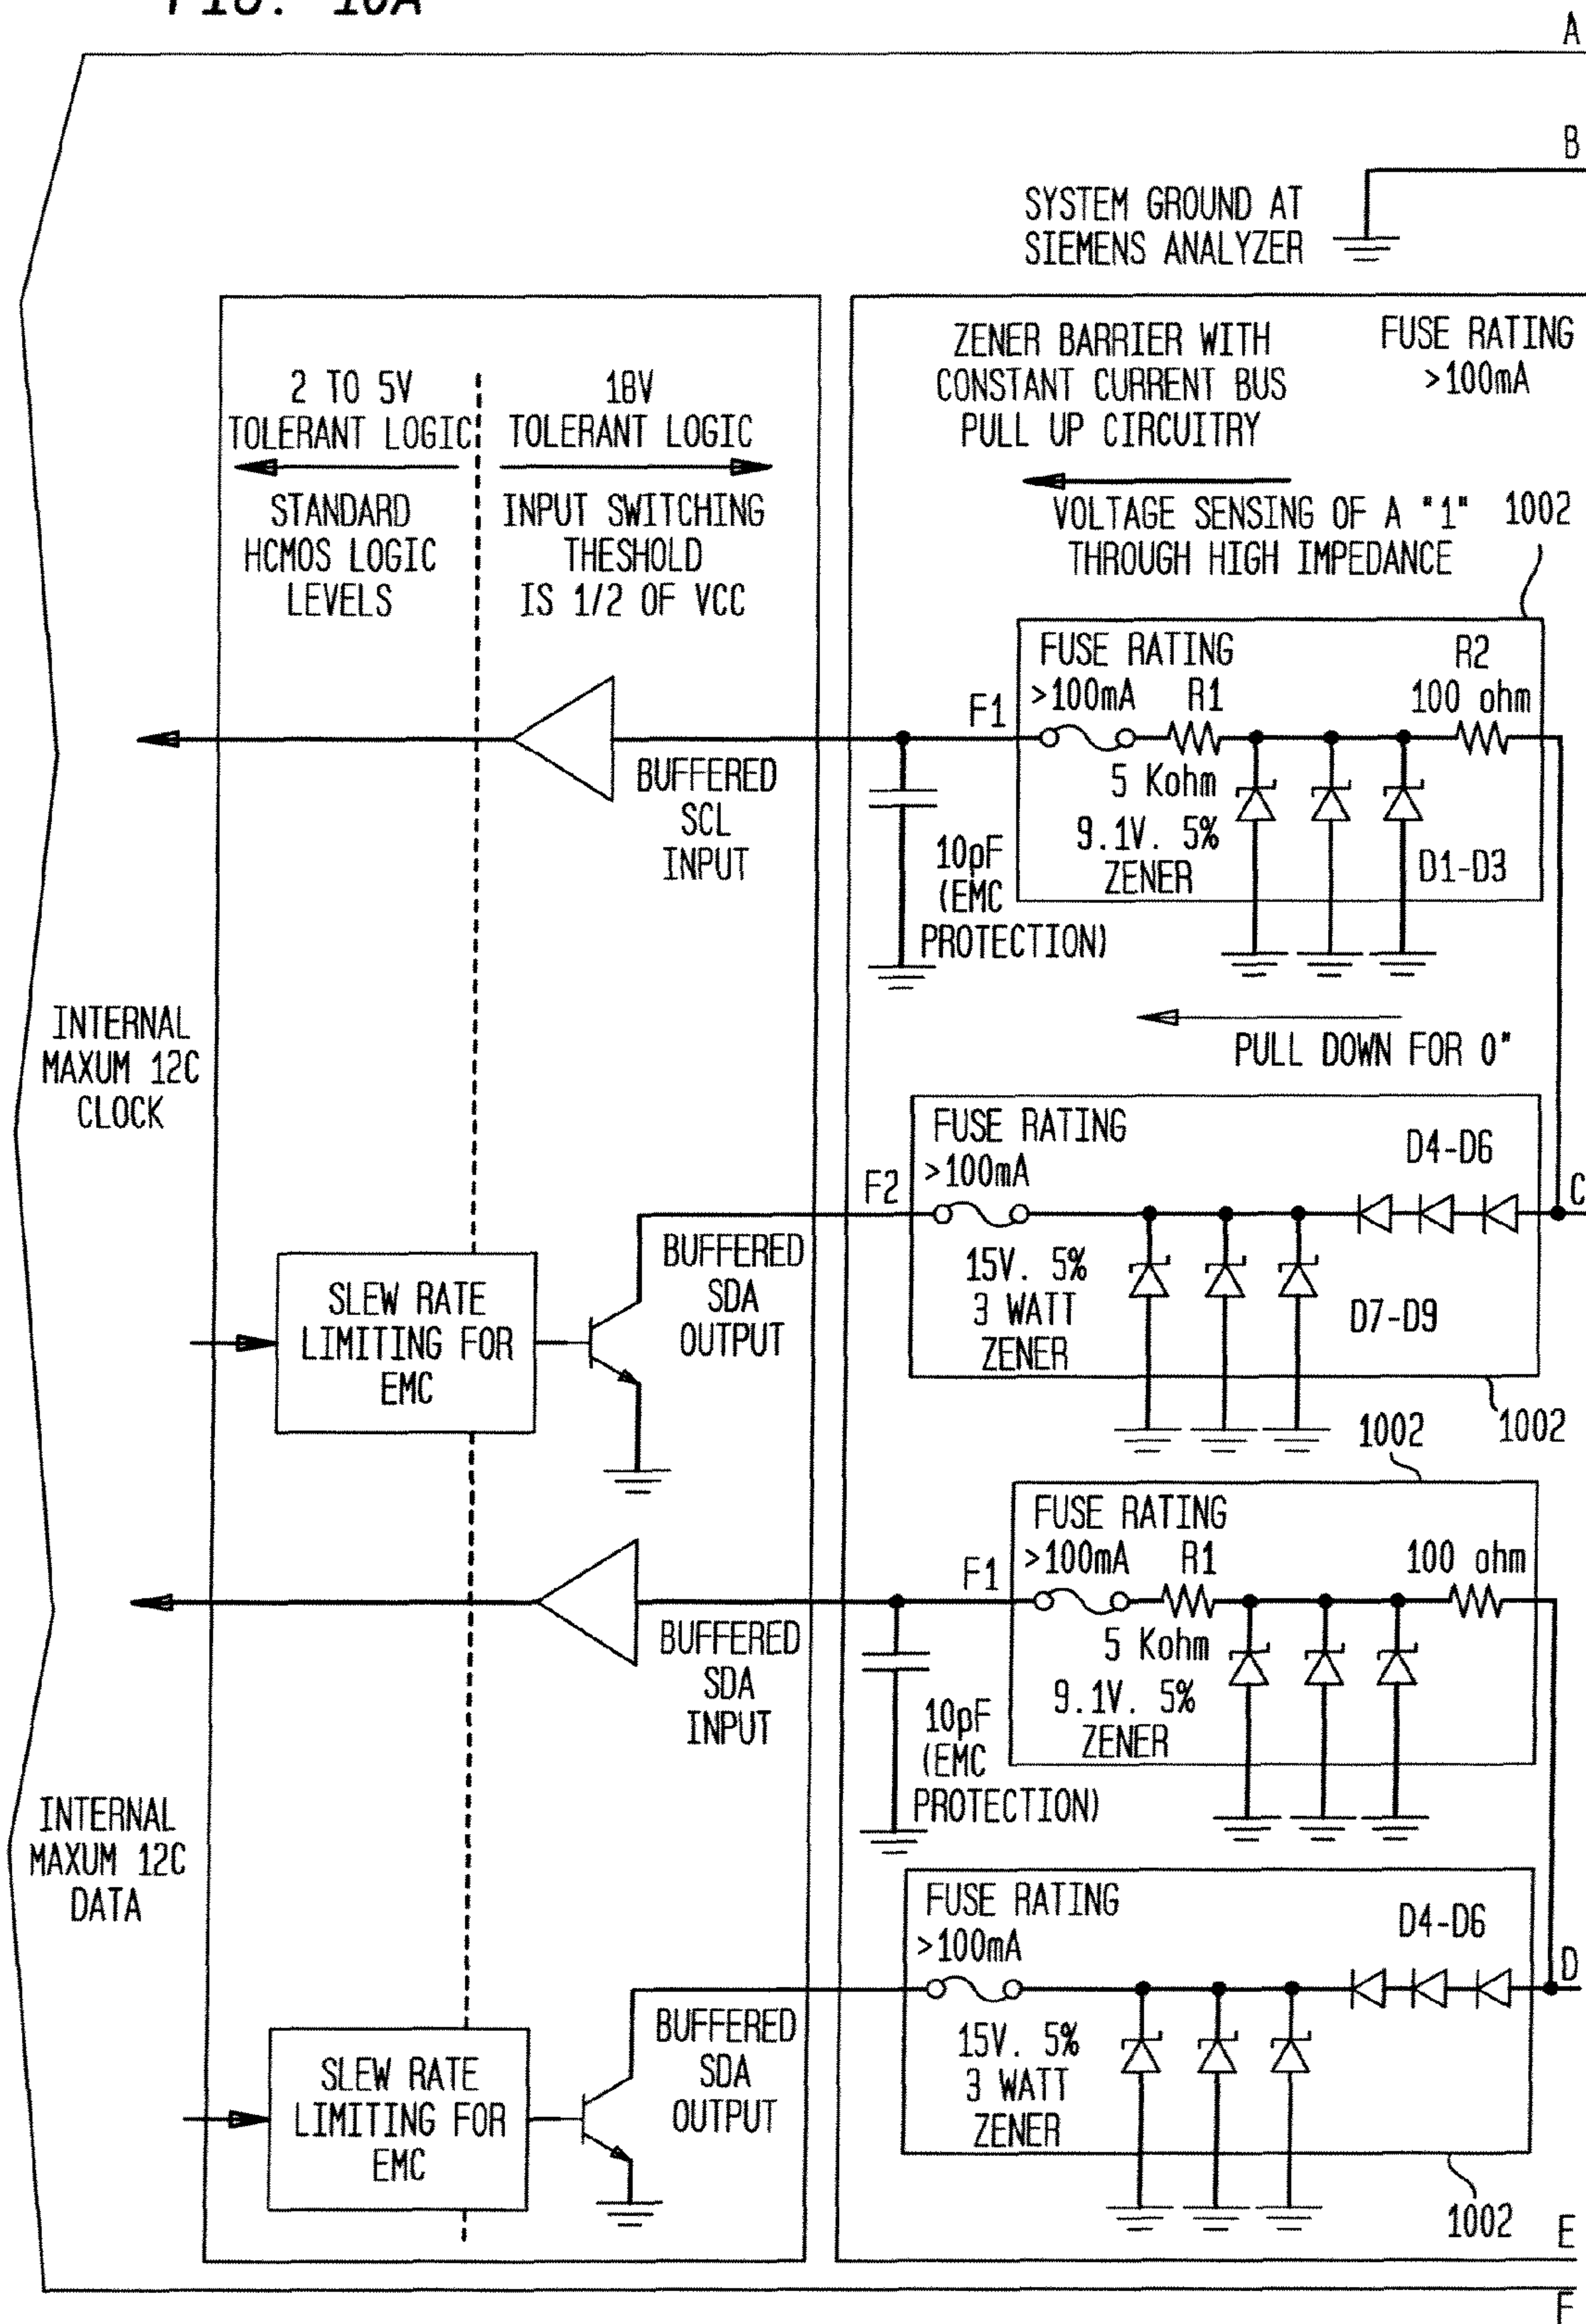 FIG. 10A
A
B
SYSTEM GROUND AT
SIEMENS ANALYZER
2 TO 5V
TOLERANT LOGIC
STANDARD
HCMOS LOGIC
LEVELS
18V
TOLERANT LOGIC
INPUT SWITCHING
THESHOLD
IS 1/2 OF VCC
ZENER BARRIER WITH
CONSTANT CURRENT BUS
PULL UP CIRCUITRY
FUSE RATING
>100mA
VOLTAGE SENSING OF A "1"
THROUGH HIGH IMPEDANCE
1002
FUSE RATING
>100mA
F1
R1
R2
100 ohm
5 Kohm
9.1V. 5%
ZENER
D1-D3
BUFFERED
SCL
INPUT
10pF
(EMC
PROTECTION)
PULL DOWN FOR 0"
INTERNAL
MAXUM 12C
CLOCK
FUSE RATING
>100mA
F2
D4-D6
C
15V. 5%
3 WATT
ZENER
D7-D9
1002
BUFFERED
SDA
OUTPUT
SLEW RATE
LIMITING FOR
EMC
1002
FUSE RATING
>100mA
F1
R1
100 ohm
5 Kohm
9.1V. 5%
ZENER
BUFFERED
SDA
INPUT
10pF
(EMC
PROTECTION)
INTERNAL
MAXUM 12C
DATA
FUSE RATING
>100mA
D4-D6
D
15V. 5%
3 WATT
ZENER
1002
BUFFERED
SDA
OUTPUT
SLEW RATE
LIMITING FOR
EMC
E
F